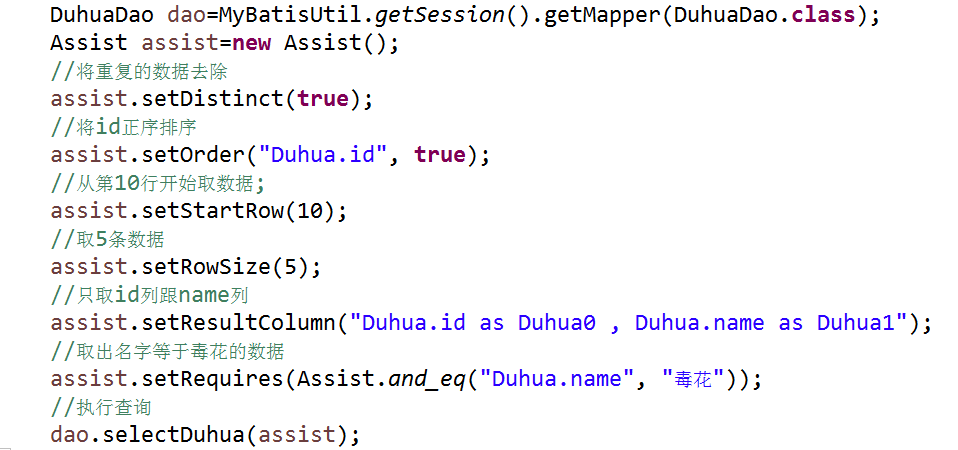 DuhuaDao dao=MyBatisUtil.getSession().getMapper(DuhuaDao.class);
Assist assist=new Assist();
//将重复的数据去除
assist.setDistinct(true);
//将id正序排序
assist.setOrder("Duhua.id", true);
//从第10行开始取数据;
assist.setStartRow(10);
//取5条数据
assist.setRowSize(5);
//只取id列跟name列
assist.setResultColumn("Duhua.id as Duhua0 , Duhua.name as Duhua1");
//取出名字等于毒花的数据
assist.setRequires(Assist.and_eq("Duhua.name", "毒花"));
//执行查询
dao.selectDuhua(assist);